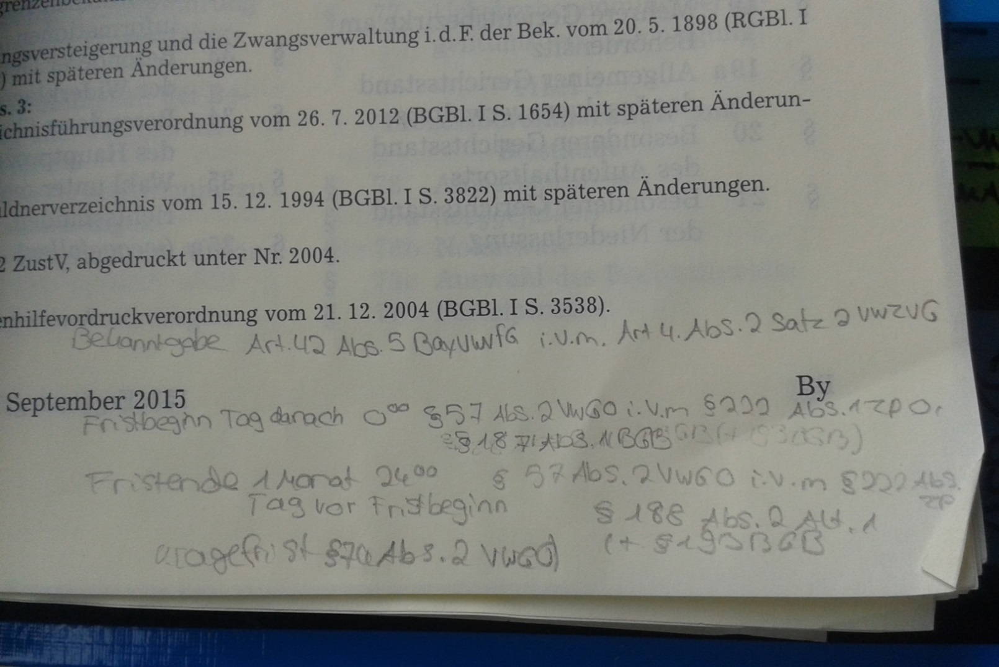 ngsversteigerung und die Zwangsverwaltung i.d.F. der Bek. vom 20. 5. 1898 (RGBl. I
) mit späteren Änderungen.
s. 3:
ichnisführungsverordnung vom 26. 7. 2012 (BGBl. I S. 1654) mit späteren Änderun-
ldnerverzeichnis vom 15. 12. 1994 (BGBl. I S. 3822) mit späteren Änderungen.
2 ZustV, abgedruckt unter Nr. 2004.
nhilfevordruckverordnung vom 21. 12. 2004 (BGBl. I S. 3538).
Bekanntgabe Art. 42 Abs. 5 BayVwVfG i.V.m. Art 4. Abs. 2 Satz 2 VwZVG
September 2015 By
Fristbeginn Tag danach 0⁰⁰ § 57 Abs. 2 VwGO i.V.m § 222 Abs. 1 ZPO,
§ 187 Abs. 1 BGB
Fristende 1 Monat 24⁰⁰ § 57 Abs. 2 VwGO i.V.m § 222 Abs.
Tag vor Fristbeginn § 188 Abs. 2 Alt. 1 ZP
§ 70 Abs. 2 VwGO) (+ § 193 BGB